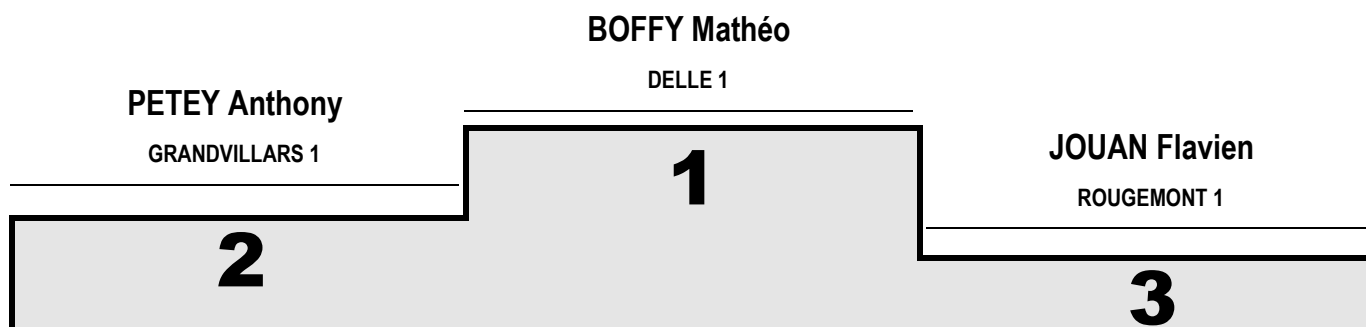 BOFFY Mathéo
DELLE 1
PETEY Anthony
GRANDVILLARS 1
JOUAN Flavien
ROUGEMONT 1
1
2
3